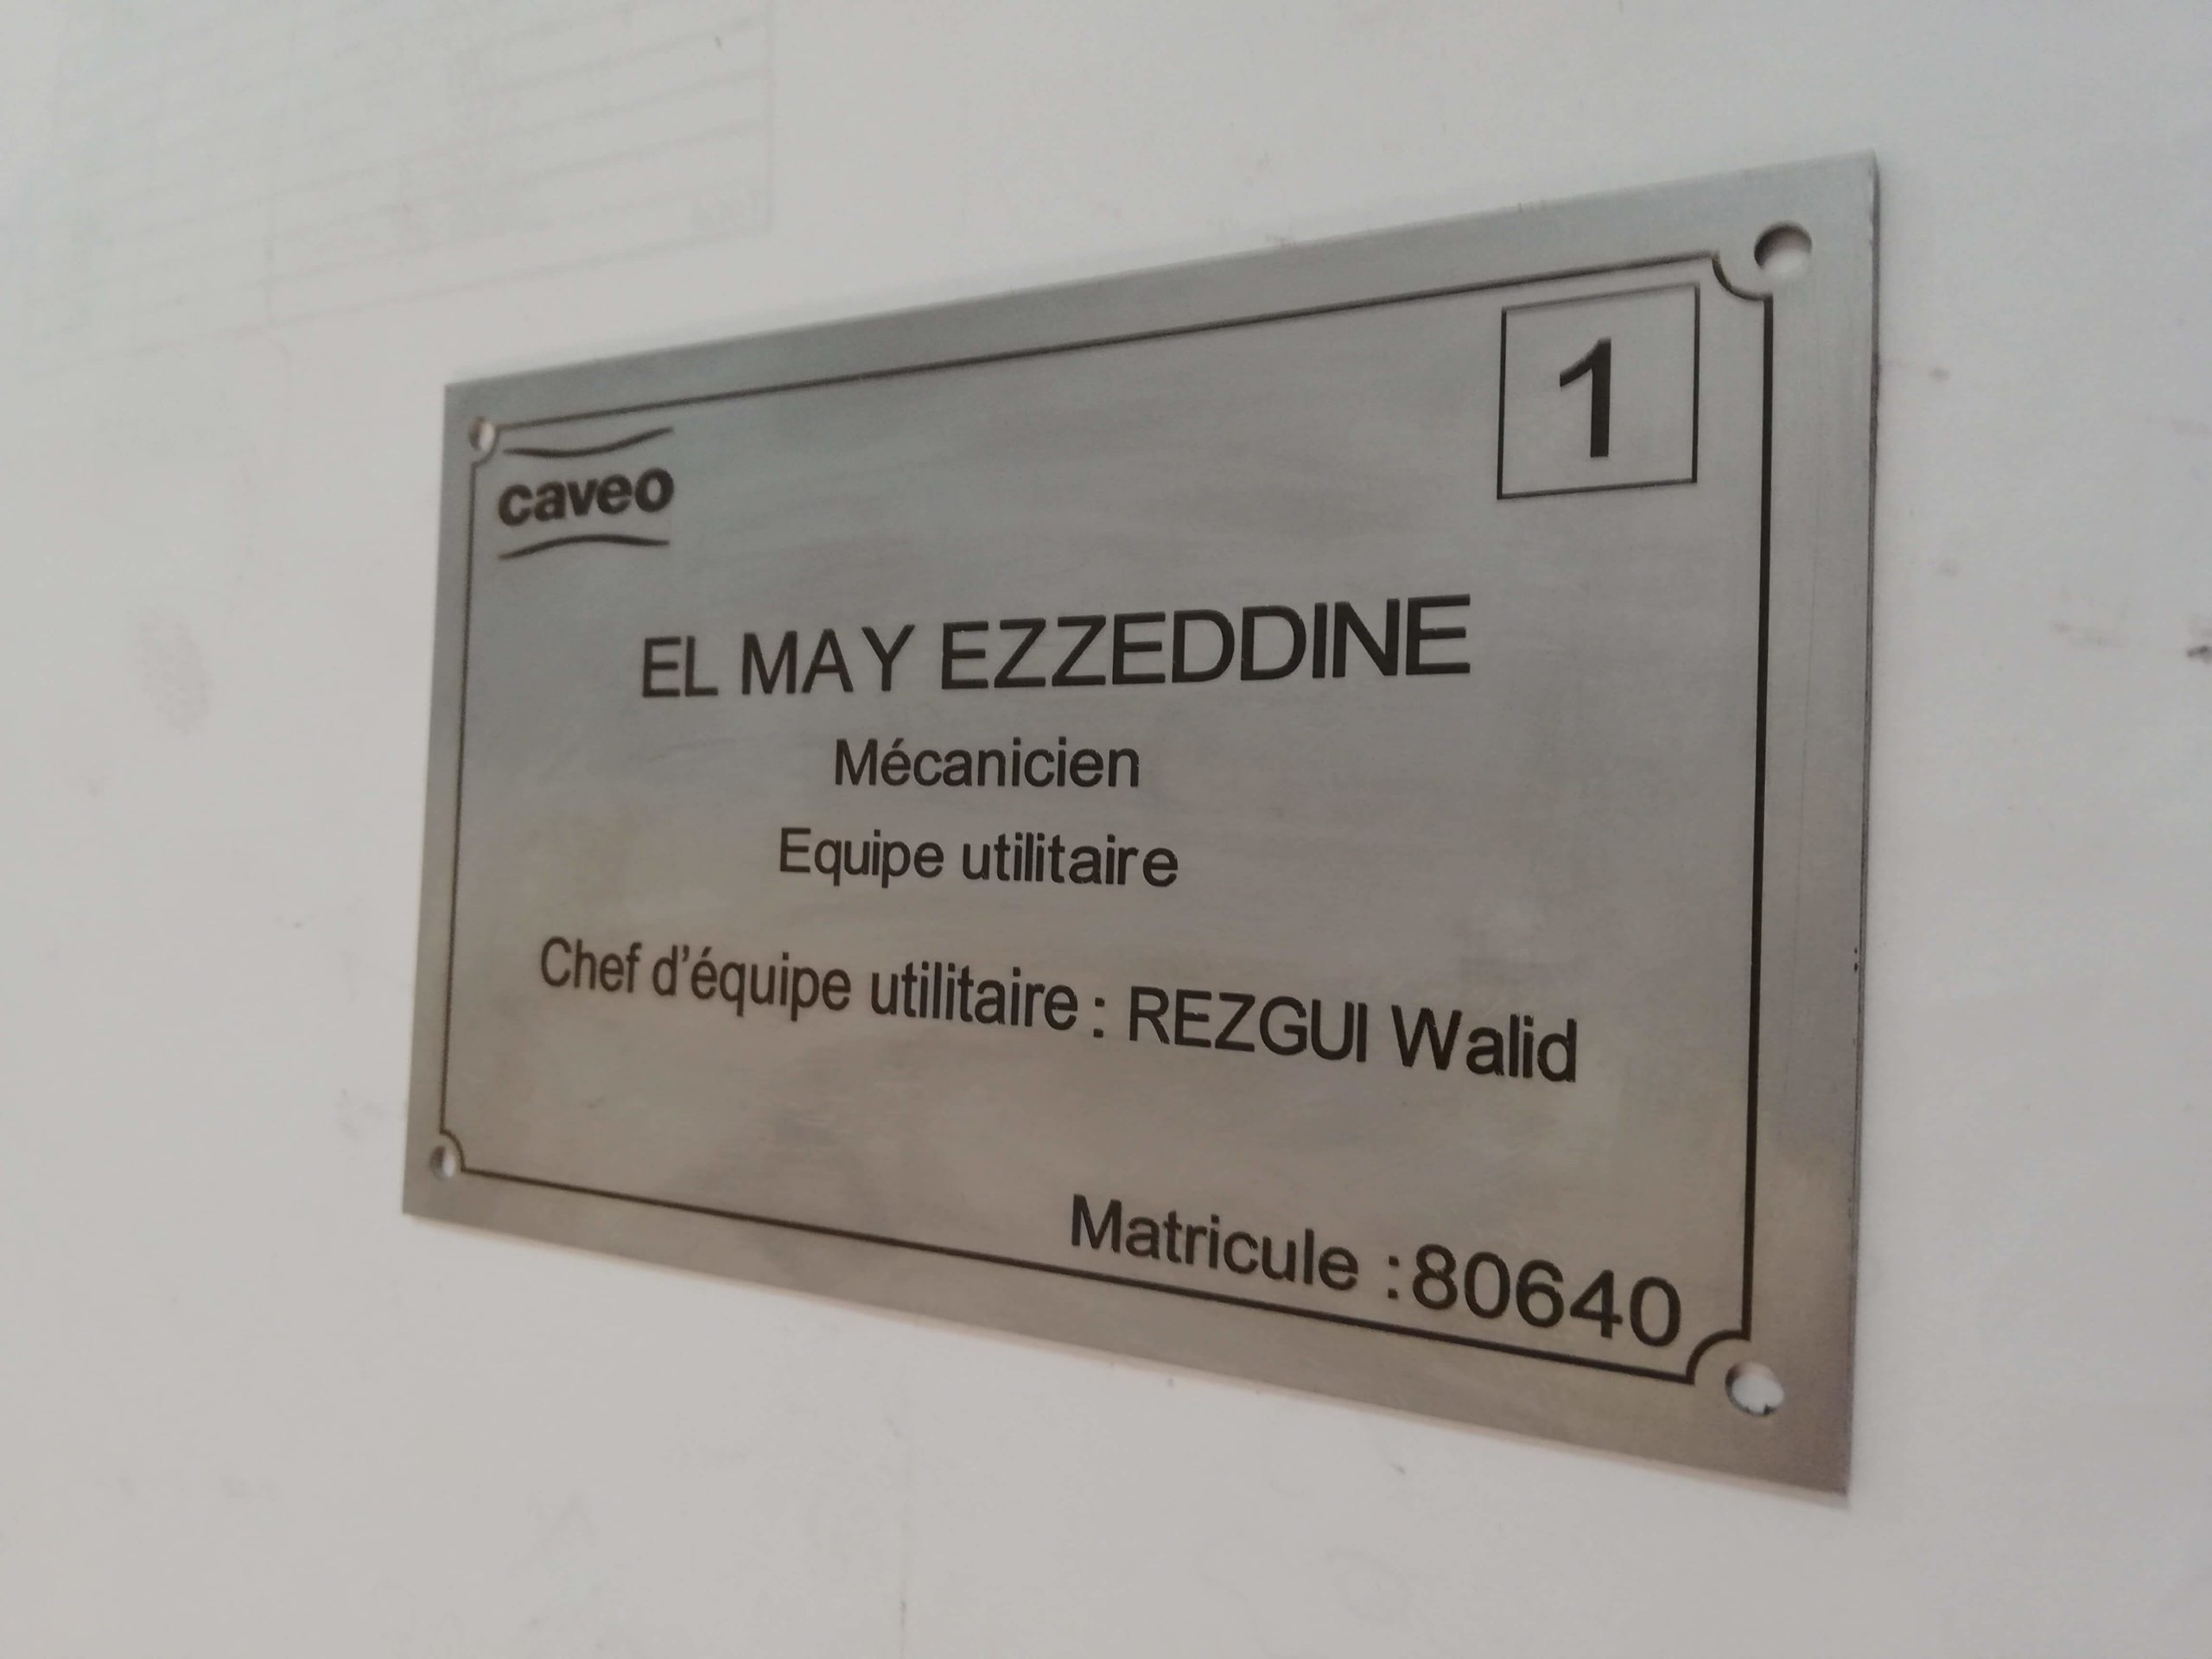 caveo
1
EL MAY EZZEDDINE
Mécanicien
Equipe utilitaire
Chef d'équipe utilitaire : REZGUI Walid
Matricule :80640